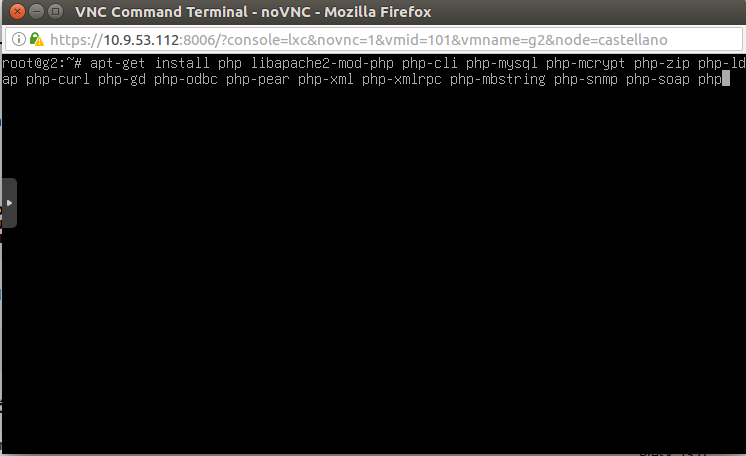 VNC Command Terminal - noVNC - Mozilla Firefox
https://10.9.53.112:8006/?console=lxc&novnc=1&vmid=101&vmname=g2&node=castellano
root@g2:~# apt-get install php libapache2-mod-php php-cli php-mysql php-mcrypt php-zip php-ld
ap php-curl php-gd php-odbc php-pear php-xml php-xmlrpc php-mbstring php-snmp php-soap php